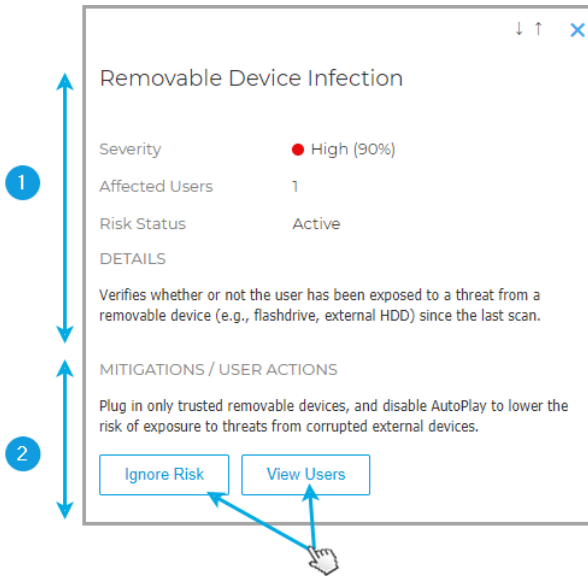 ↓ ↑ ×
Removable Device Infection
1
Severity High (90%)
Affected Users 1
Risk Status Active
DETAILS
Verifies whether or not the user has been exposed to a threat from a
removable device (e.g., flashdrive, external HDD) since the last scan.
MITIGATIONS / USER ACTIONS
Plug in only trusted removable devices, and disable AutoPlay to lower the
risk of exposure to threats from corrupted external devices.
2
Ignore Risk View Users